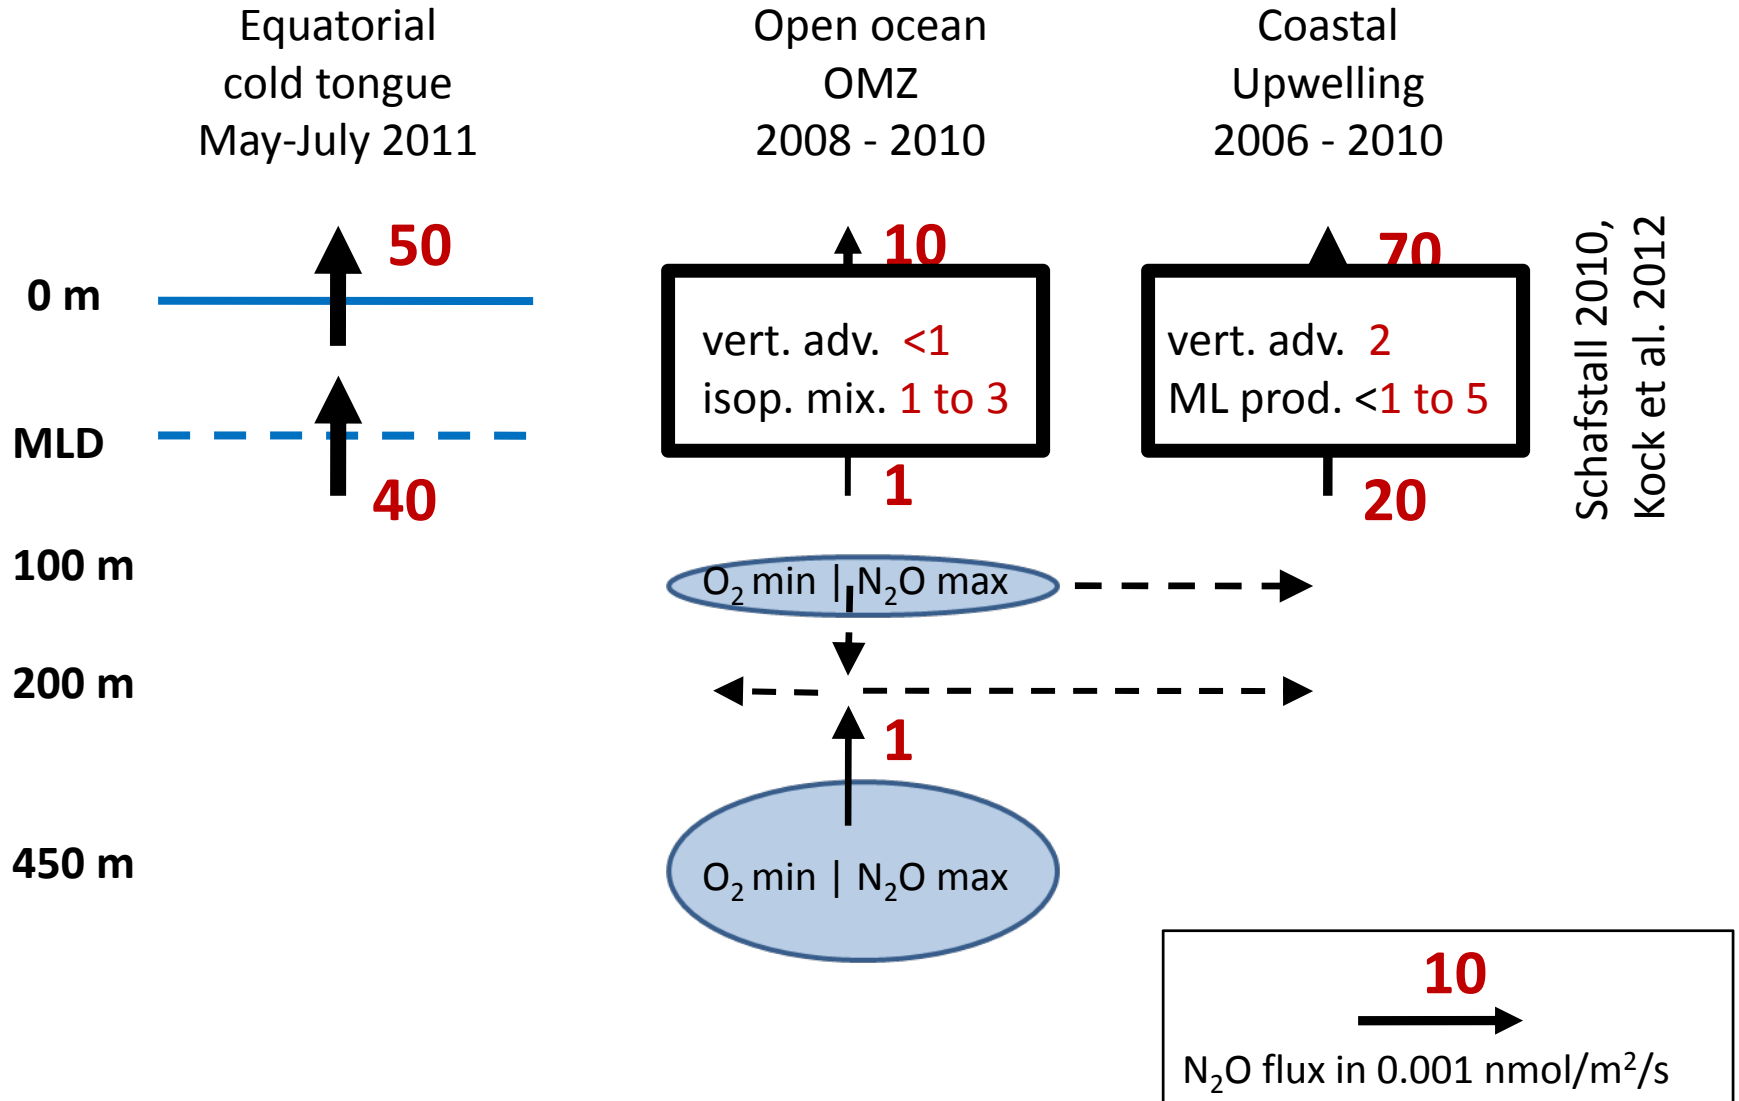 Equatorial
cold tongue
May-July 2011
Open ocean
OMZ
2008 - 2010
Coastal
Upwelling
2006 - 2010
50
10
70
0 m
vert. adv. <1
isop. mix. 1 to 3
vert. adv. 2
ML prod. <1 to 5
Schafstall 2010,
Kock et al. 2012
MLD
40
1
20
100 m
O₂ min | N₂O max
200 m
1
450 m
O₂ min | N₂O max
10
N₂O flux in 0.001 nmol/m²/s